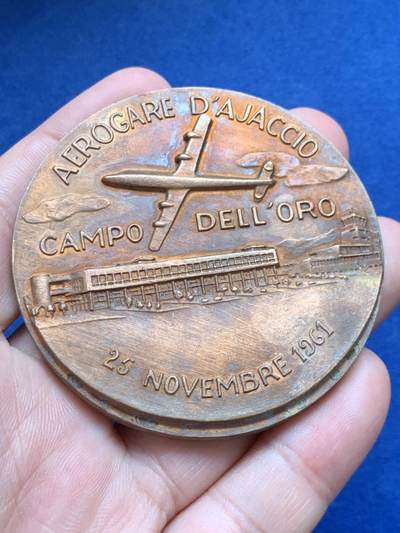 AEROGARE D'AJACCIO
CAMPO DELL'ORO
25 NOVEMBRE 1961